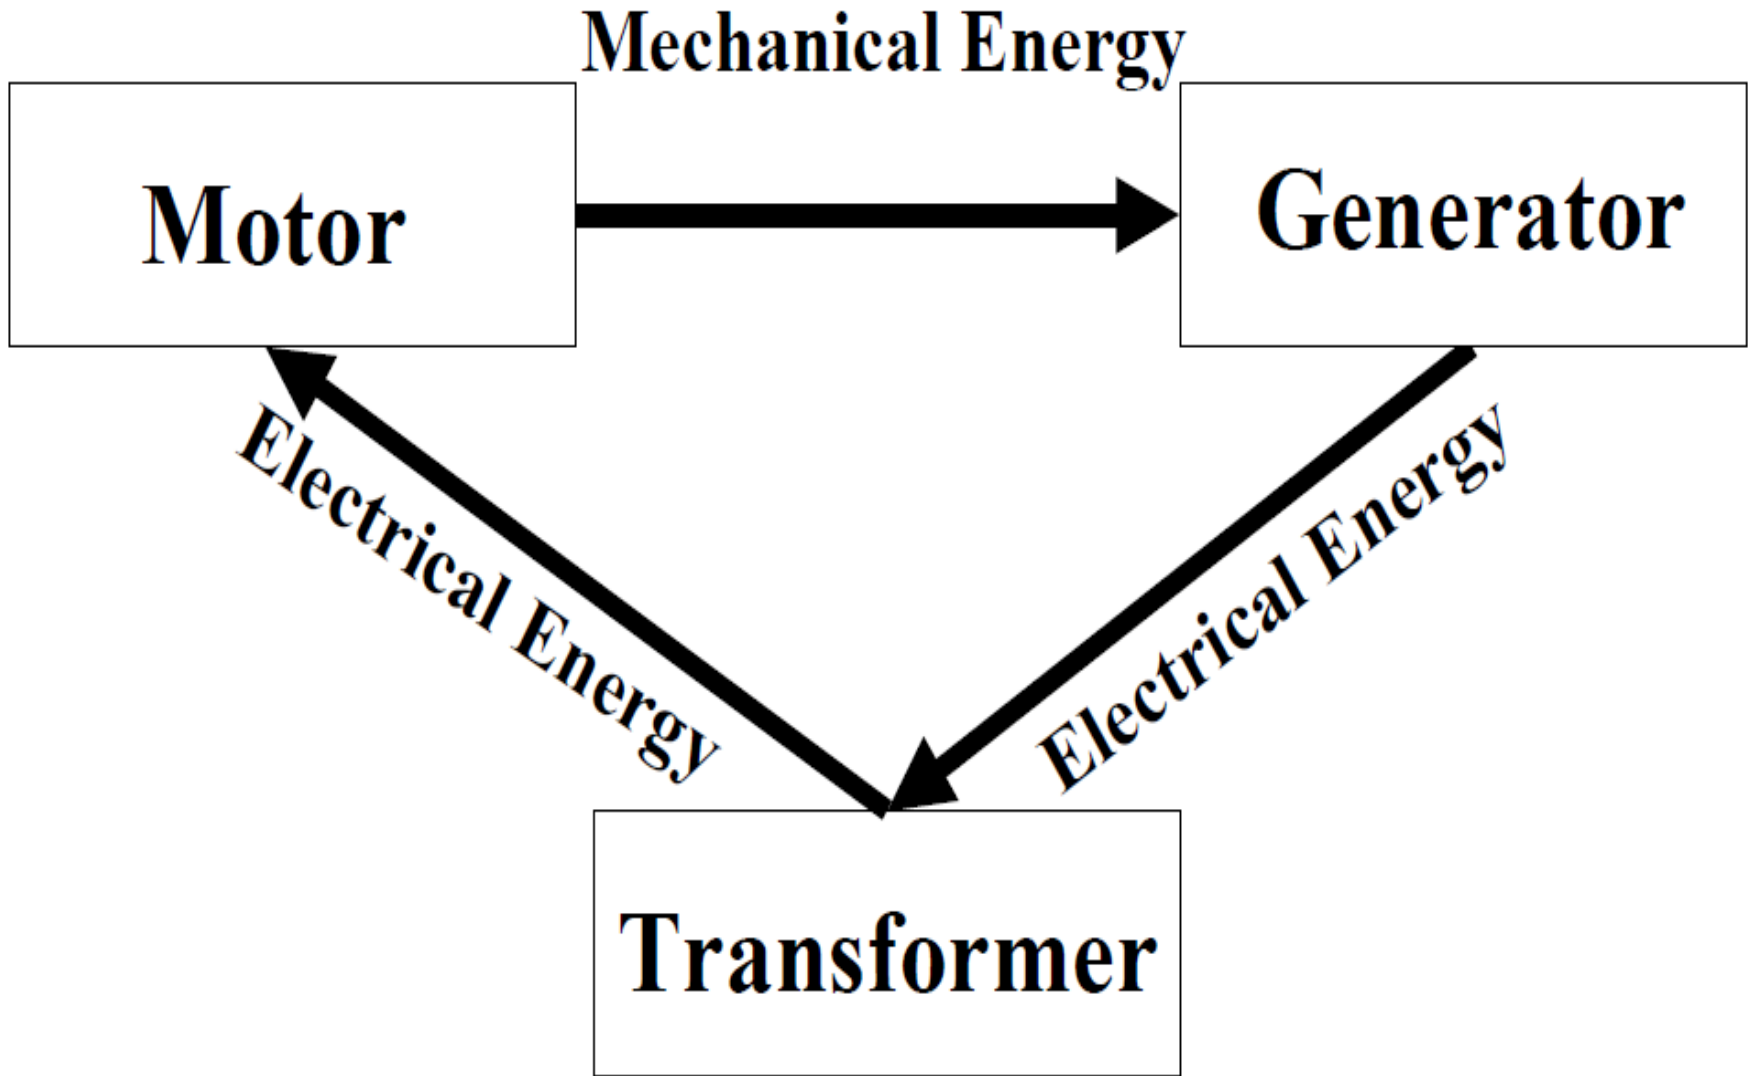 Mechanical Energy
Motor
Generator
Electrical Energy
Electrical Energy
Transformer